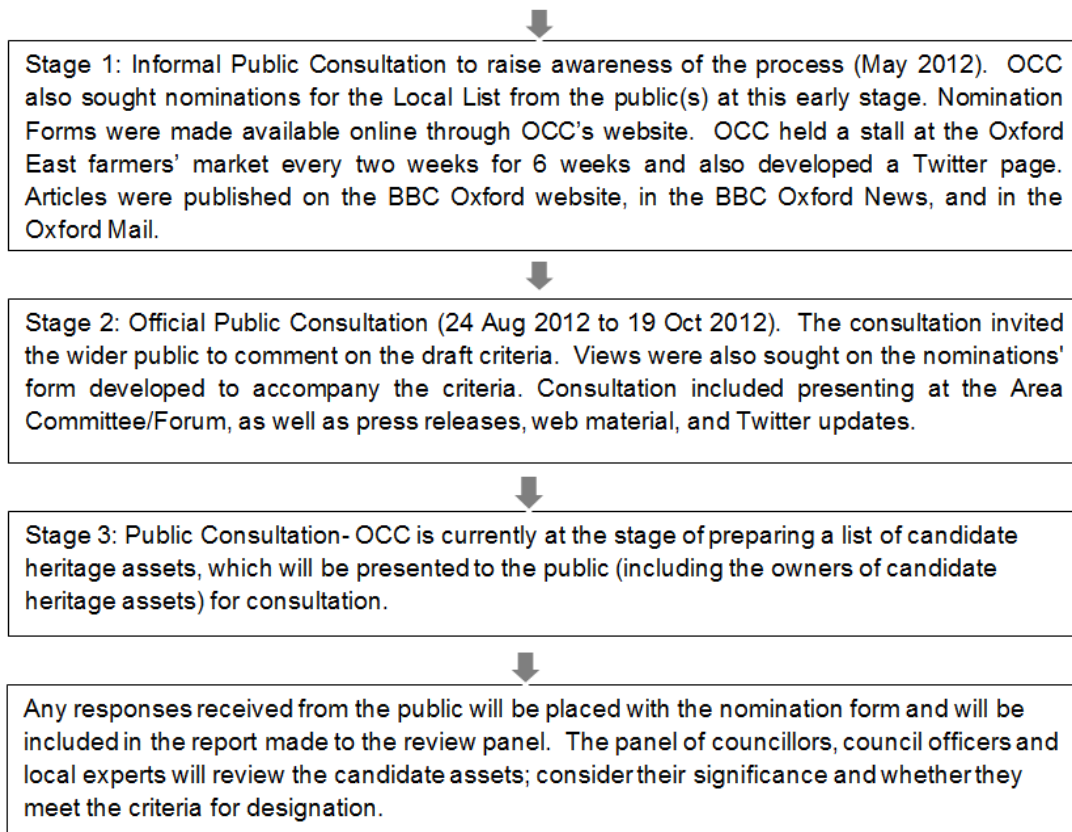 Stage 1: Informal Public Consultation to raise awareness of the process (May 2012). OCC
also sought nominations for the Local List from the public(s) at this early stage. Nomination
Forms were made available online through OCC's website. OCC held a stall at the Oxford
East farmers' market every two weeks for 6 weeks and also developed a Twitter page.
Articles were published on the BBC Oxford website, in the BBC Oxford News, and in the
Oxford Mail.
Stage 2: Official Public Consultation (24 Aug 2012 to 19 Oct 2012). The consultation invited
the wider public to comment on the draft criteria. Views were also sought on the nominations'
form developed to accompany the criteria. Consultation included presenting at the Area
Committee/Forum, as well as press releases, web material, and Twitter updates.
Stage 3: Public Consultation- OCC is currently at the stage of preparing a list of candidate
heritage assets, which will be presented to the public (including the owners of candidate
heritage assets) for consultation.
Any responses received from the public will be placed with the nomination form and will be
included in the report made to the review panel. The panel of councillors, council officers and
local experts will review the candidate assets; consider their significance and whether they
meet the criteria for designation.